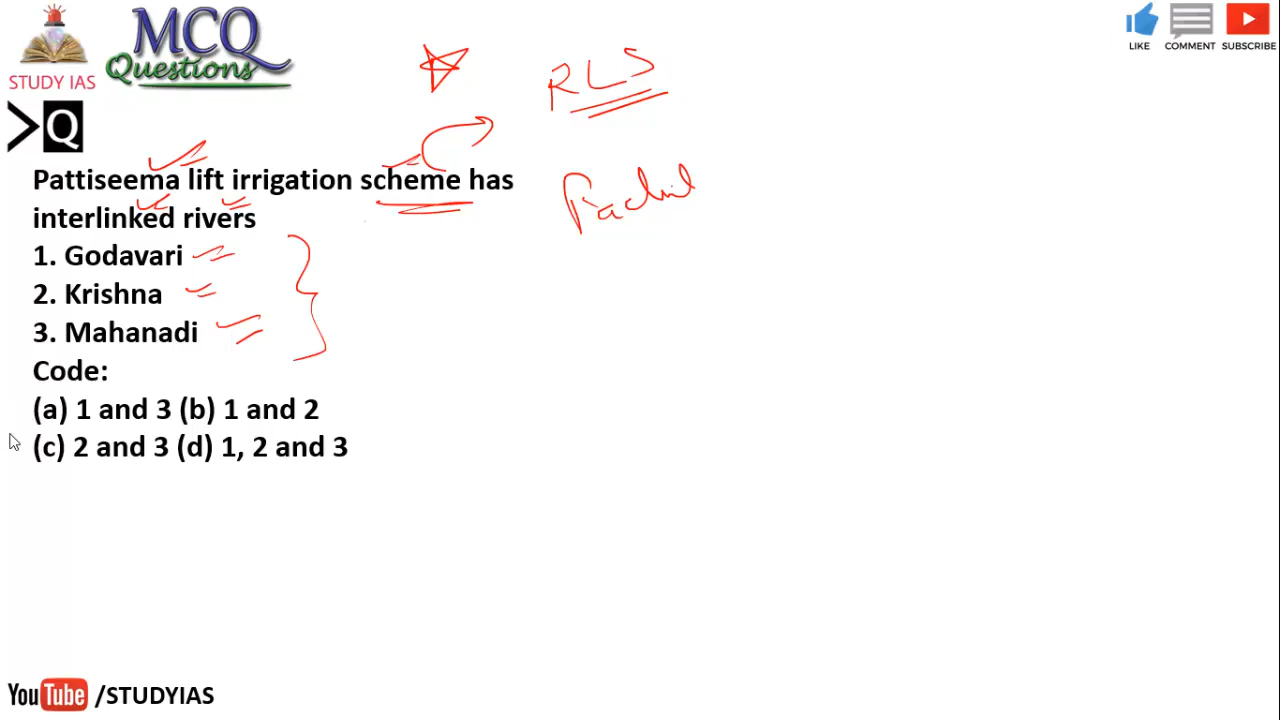 MCQ
Questions
STUDY IAS
LIKE COMMENT SUBSCRIBE
RLS
>Q
Pattiseema lift irrigation scheme has
interlinked rivers
1. Godavari
2. Krishna
3. Mahanadi
Code:
(a) 1 and 3 (b) 1 and 2
(c) 2 and 3 (d) 1, 2 and 3
YouTube /STUDYIAS